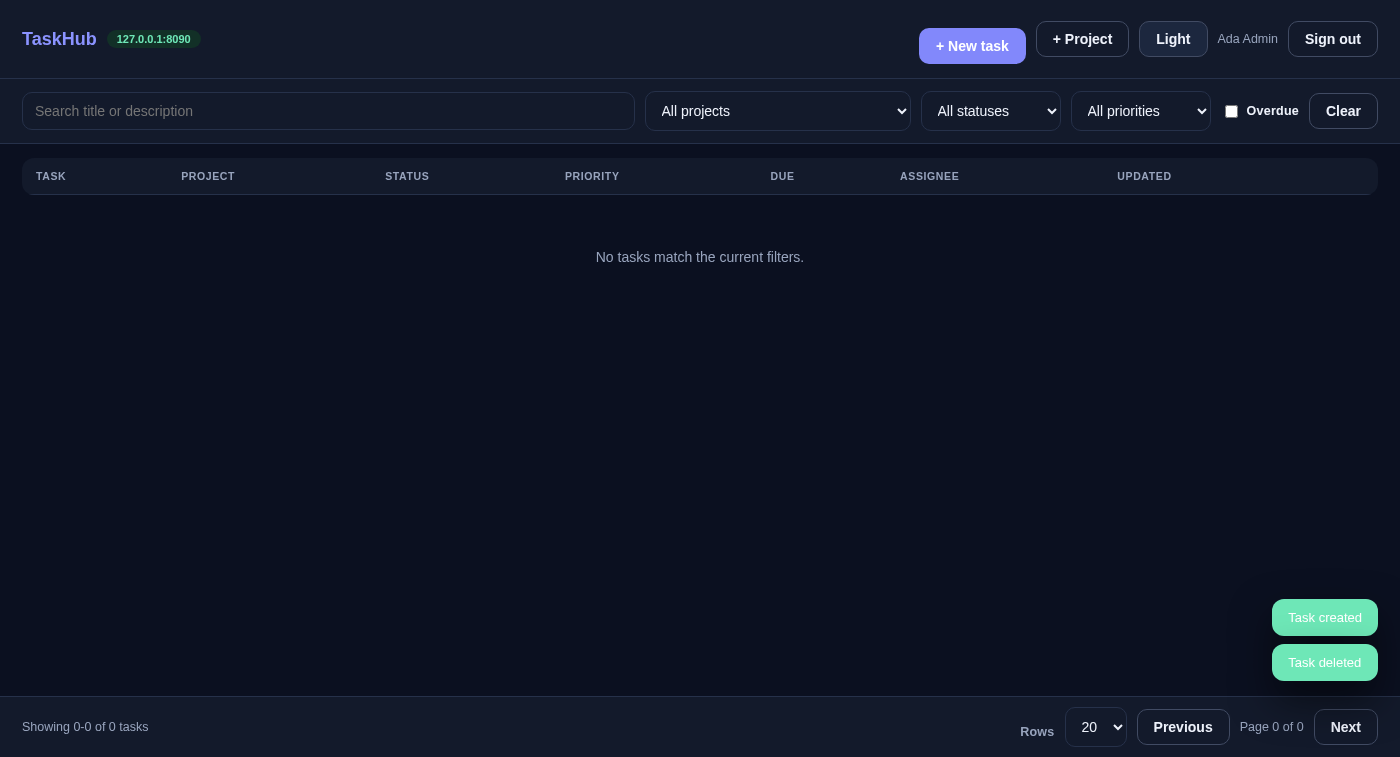 TaskHub 127.0.0.1:8090 + New task + Project Light Ada Admin Sign out
Search title or description All projects All statuses All priorities Overdue Clear
TASK PROJECT STATUS PRIORITY DUE ASSIGNEE UPDATED
No tasks match the current filters.
Task created
Task deleted
Showing 0-0 of 0 tasks Rows 20 Previous Page 0 of 0 Next